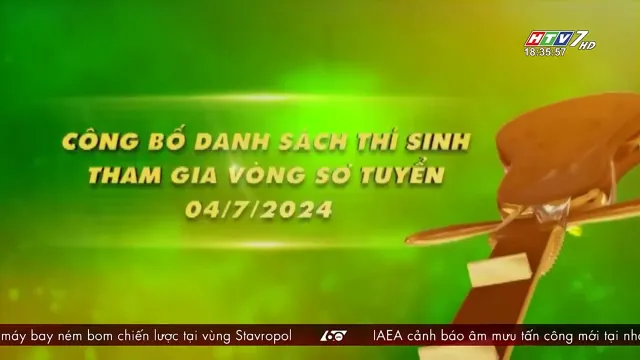 HTV7 HD
18:35:57
CÔNG BỐ DANH SÁCH THÍ SINH
THAM GIA VÒNG SƠ TUYỂN
04/7/2024
máy bay ném bom chiến lược tại vùng Stavropol 60 IAEA cảnh báo âm mưu tấn công mới tại nh